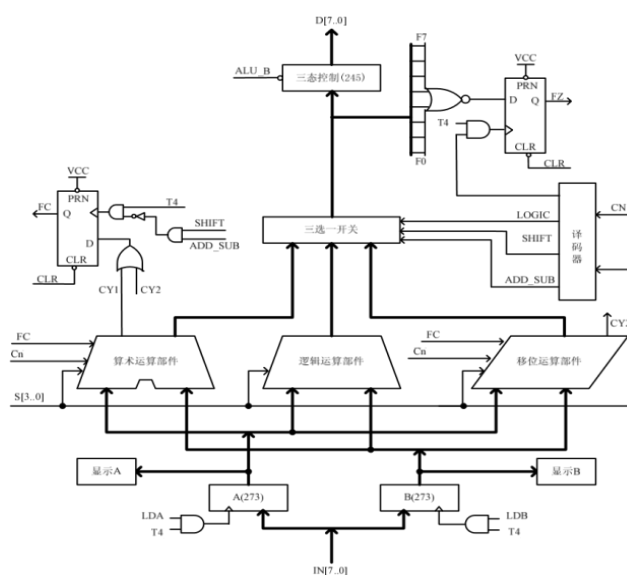 D[7..0]
F7
VCC
ALU_B
三态控制(245)
PRN
D
Q
FZ
T4
CLR
F0
CLR
VCC
FC
PRN
Q
T4
D
SHIFT
ADD_SUB
CLR
CY1
CY2
三选一开关
LOGIC
SHIFT
ADD_SUB
译码器
CN
FC
Cn
算术运算部件
逻辑运算部件
FC
Cn
移位运算部件
S[3..0]
显示A
A(273)
B(273)
显示B
LDA
T4
LDB
T4
IN[7..0]